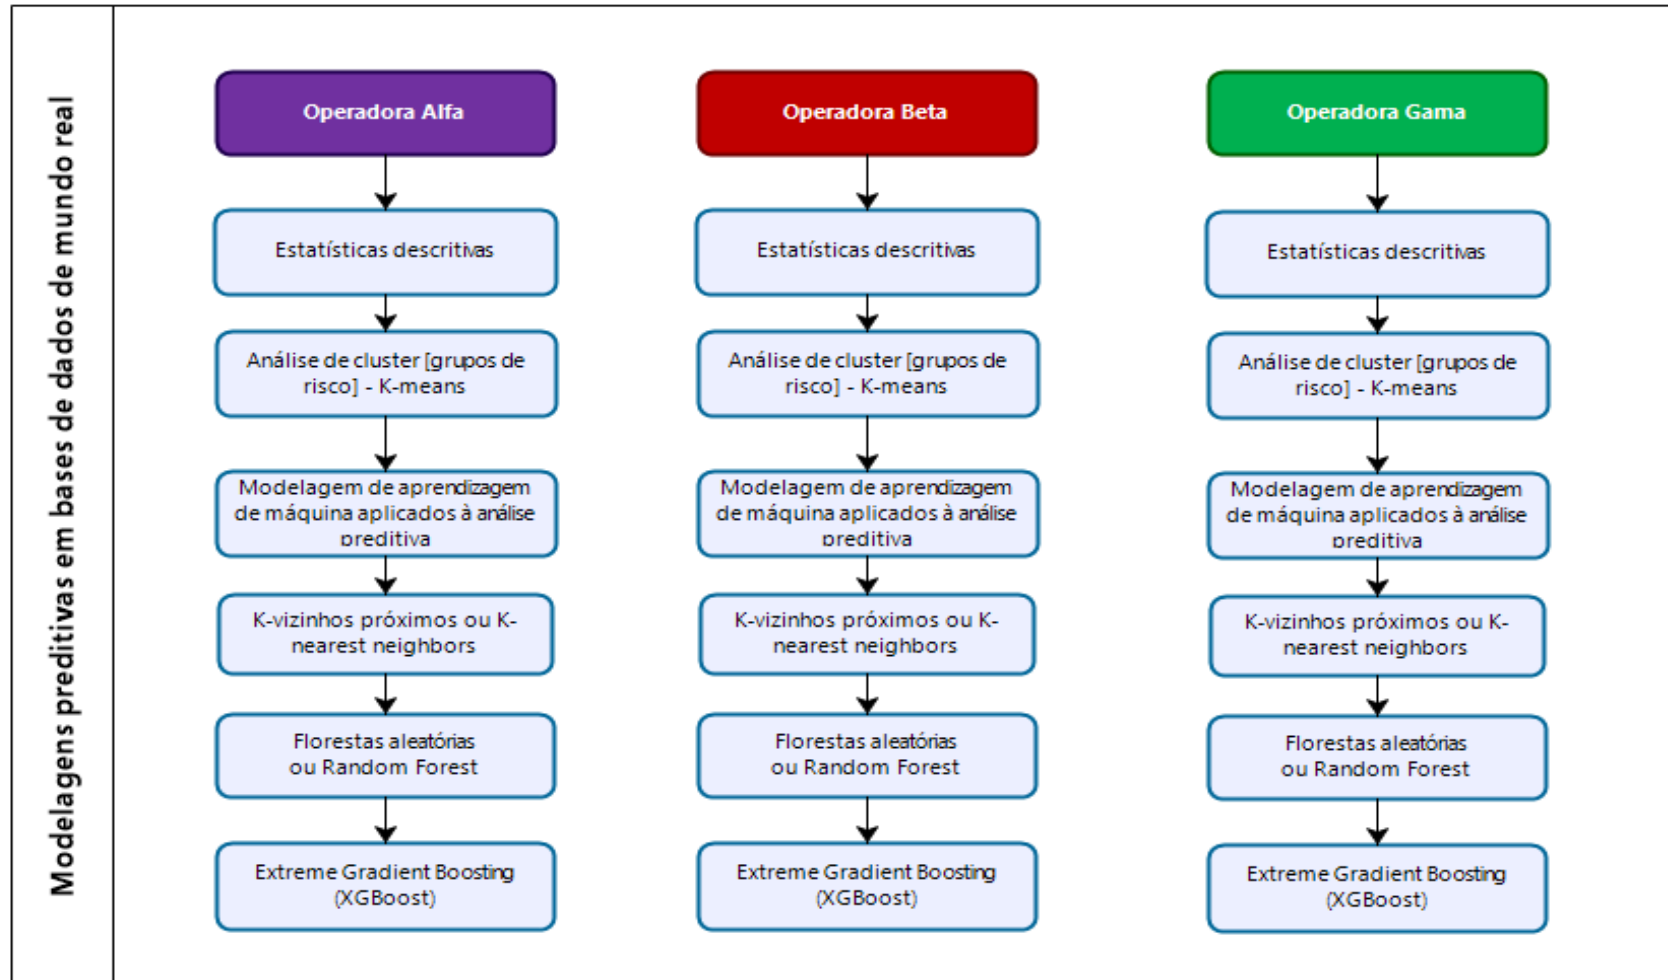 Modelagens preditivas em bases de dados de mundo real
Operadora Alfa
Estatísticas descritivas
Análise de cluster [grupos de
risco] - K-means
Modelagem de aprendizagem
de máquina aplicados à análise
preditiva
K-vizinhos próximos ou K-
nearest neighbors
Florestas aleatórias
ou Random Forest
Extreme Gradient Boosting
(XGBoost)
Operadora Beta
Estatísticas descritivas
Análise de cluster [grupos de
risco] - K-means
Modelagem de aprendizagem
de máquina aplicados à análise
preditiva
K-vizinhos próximos ou K-
nearest neighbors
Florestas aleatórias
ou Random Forest
Extreme Gradient Boosting
(XGBoost)
Operadora Gama
Estatísticas descritivas
Análise de cluster [grupos de
risco] - K-means
Modelagem de aprendizagem
de máquina aplicados à análise
preditiva
K-vizinhos próximos ou K-
nearest neighbors
Florestas aleatórias
ou Random Forest
Extreme Gradient Boosting
(XGBoost)